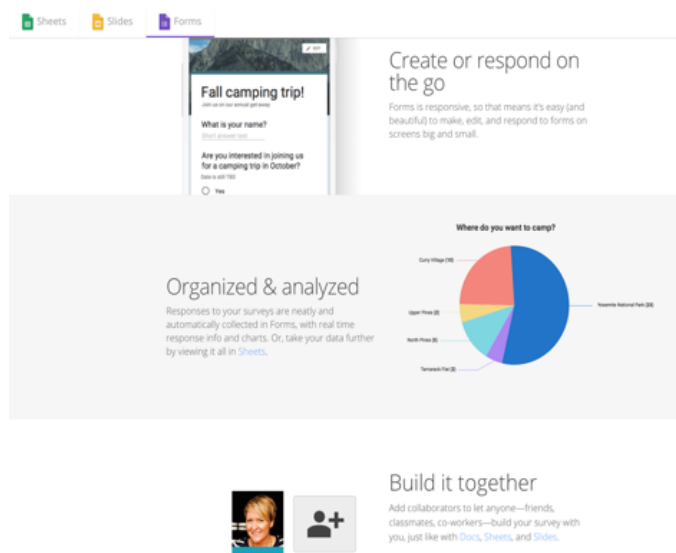 Sheets
Slides
Forms
EDIT
Fall camping trip!
Join us on our annual get away
What is your name?
Short answer text
Are you interested in joining us
for a camping trip in October?
Date is still TBD
Yes
Create or respond on
the go
Forms is responsive, so that means it's easy (and
beautiful) to make, edit, and respond to forms on
screens big and small.
Organized & analyzed
Responses to your surveys are neatly and
automatically collected in Forms, with real time
response info and charts. Or, take your data further
by viewing it all in Sheets.
Where do you want to camp?
Curry Village
Upper Pines
North Pines
Tamarack Flat
Yosemite National Park
Build it together
Add collaborators to let anyone—friends,
classmates, co-workers—build your survey with
you, just like with Docs, Sheets, and Slides.